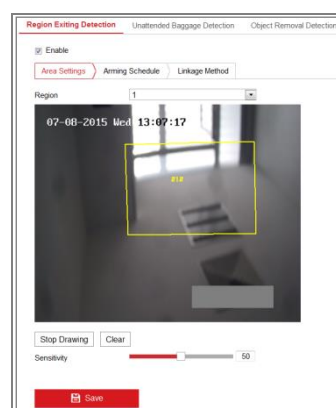 Region Exiting Detection Unattended Baggage Detection Object Removal Detection
Enable
Area Settings Arming Schedule Linkage Method
Region 1
07-08-2015 Wed 13:07:17
#1#
Stop Drawing Clear
Sensitivity 50
Save